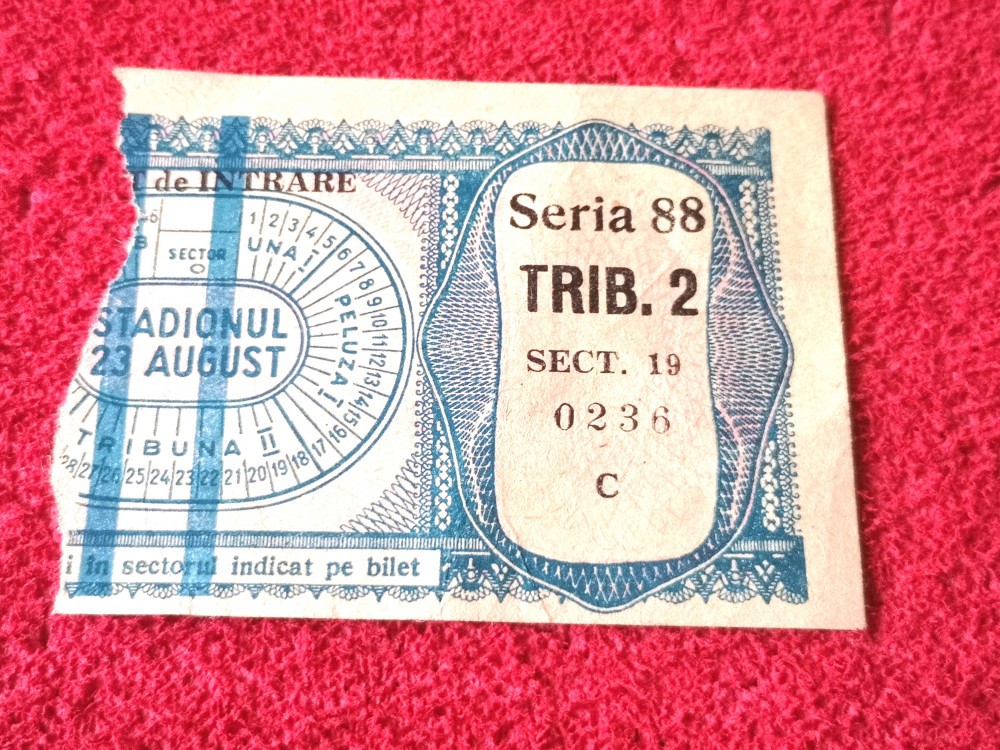 de INTRARE
SECTOR
0
UNA I
1 2 3 4 5 6 7 8 9 10 11 12 13 14 15 16 17 18 19 20 21 22 23 24 25 26 27 28
PELUZA I
STADIONUL
23 AUGUST
TRIBUNA II
în sectorul indicat pe bilet
Seria 88
TRIB. 2
SECT. 19
0236
C